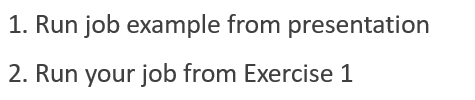 1. Run job example from presentation
2. Run your job from Exercise 1